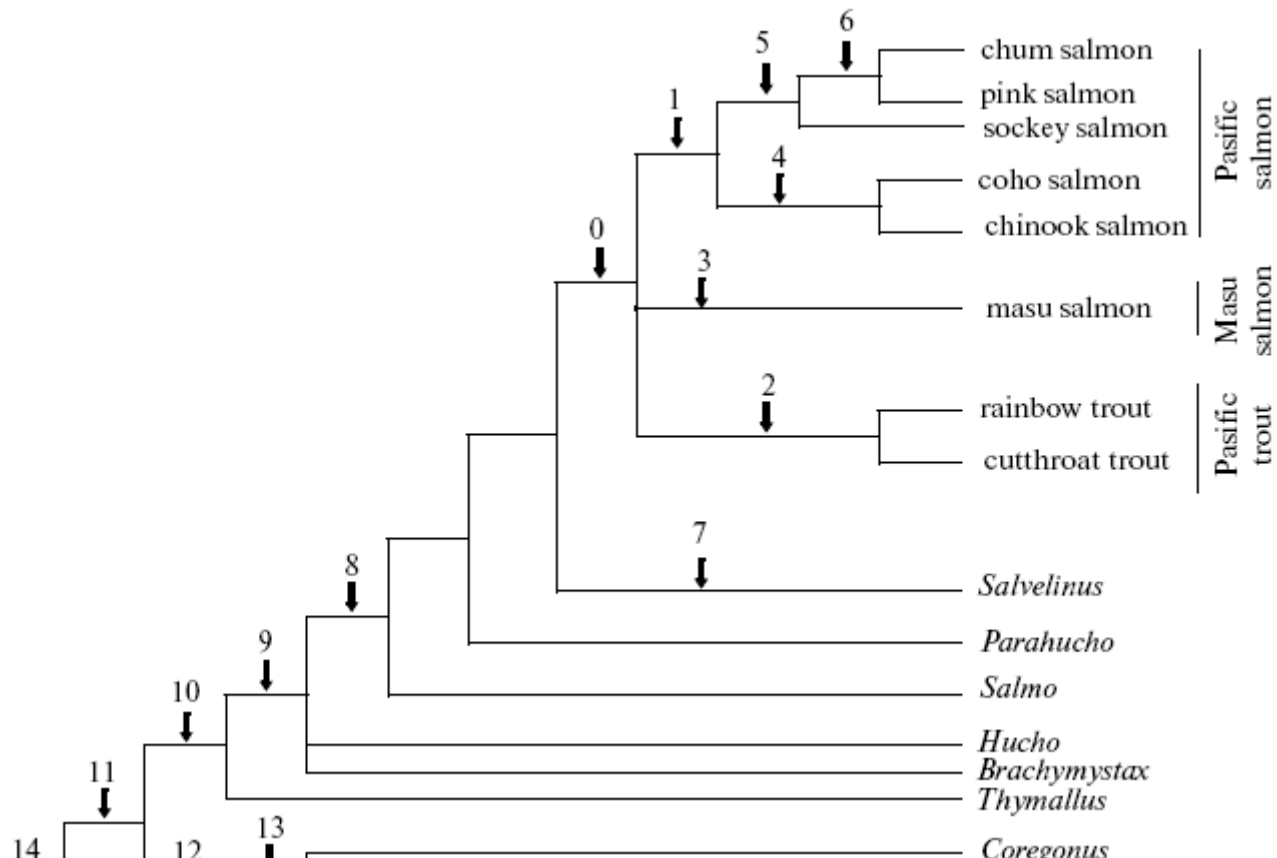 6
5
chum salmon
1
pink salmon
sockey salmon
4
coho salmon
chinook salmon
Pasific
salmon
0
3
masu salmon
Masu
salmon
2
rainbow trout
cutthroat trout
Pasific
trout
7
Salvelinus
8
Parahucho
9
Salmo
10
Hucho
Brachymystax
11
Thymallus
13
14
12
Coregonus